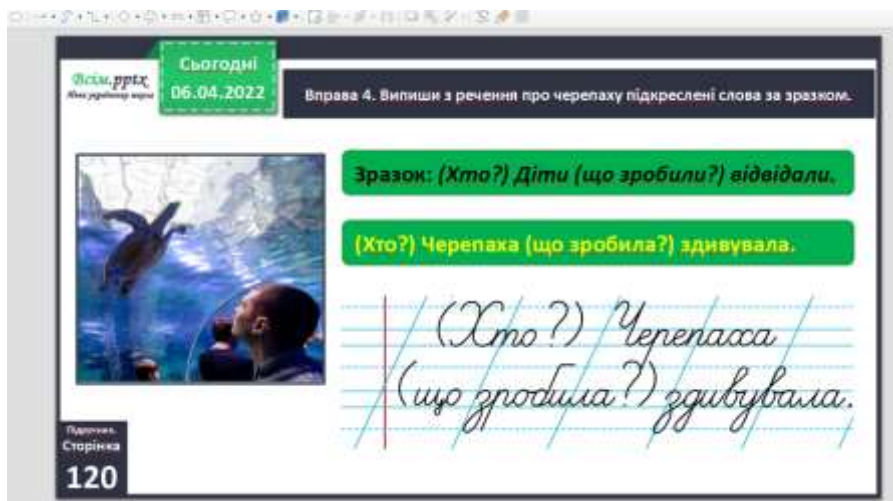 Всім.pptx
Сьогодні
06.04.2022
Вправа 4. Випиши з речення про черепаху підкреслені слова за зразком.
Зразок: (Хто?) Діти (що зробили?) відвідали.
(Хто?) Черепаха (що зробила?) здивувала.
(Хто?) Черепаха
(що зробила?) здивувала.
Підручник.
Сторінка
120